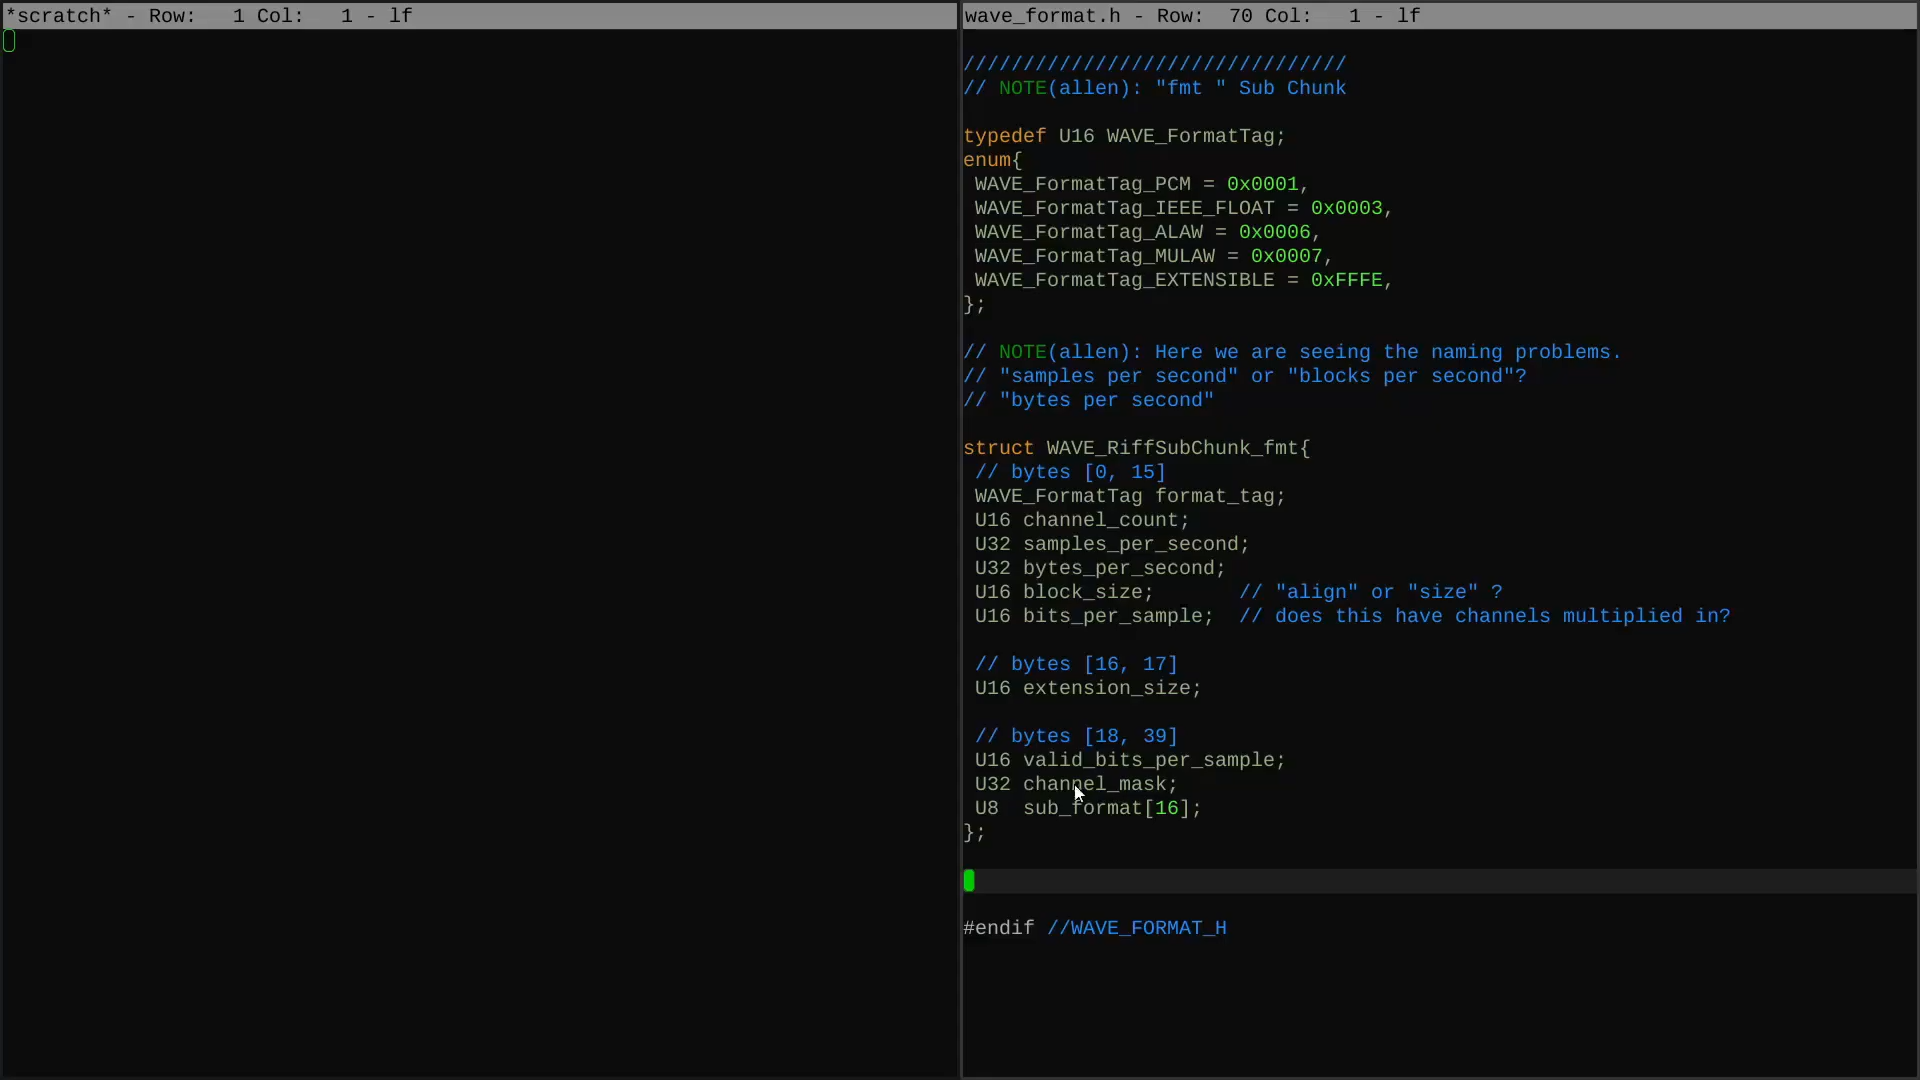 *scratch* - Row:   1 Col:   1 - lf
wave_format.h - Row:  70 Col:   1 - lf
////////////////////////////////
// NOTE(allen): "fmt " Sub Chunk
typedef U16 WAVE_FormatTag;
enum{
 WAVE_FormatTag_PCM = 0x0001,
 WAVE_FormatTag_IEEE_FLOAT = 0x0003,
 WAVE_FormatTag_ALAW = 0x0006,
 WAVE_FormatTag_MULAW = 0x0007,
 WAVE_FormatTag_EXTENSIBLE = 0xFFFE,
};
// NOTE(allen): Here we are seeing the naming problems.
// "samples per second" or "blocks per second"?
// "bytes per second"
struct WAVE_RiffSubChunk_fmt{
 // bytes [0, 15]
 WAVE_FormatTag format_tag;
 U16 channel_count;
 U32 samples_per_second;
 U32 bytes_per_second;
 U16 block_size;       // "align" or "size" ?
 U16 bits_per_sample;  // does this have channels multiplied in?
 // bytes [16, 17]
 U16 extension_size;
 // bytes [18, 39]
 U16 valid_bits_per_sample;
 U32 channel_mask;
 U8  sub_format[16];
};
#endif //WAVE_FORMAT_H